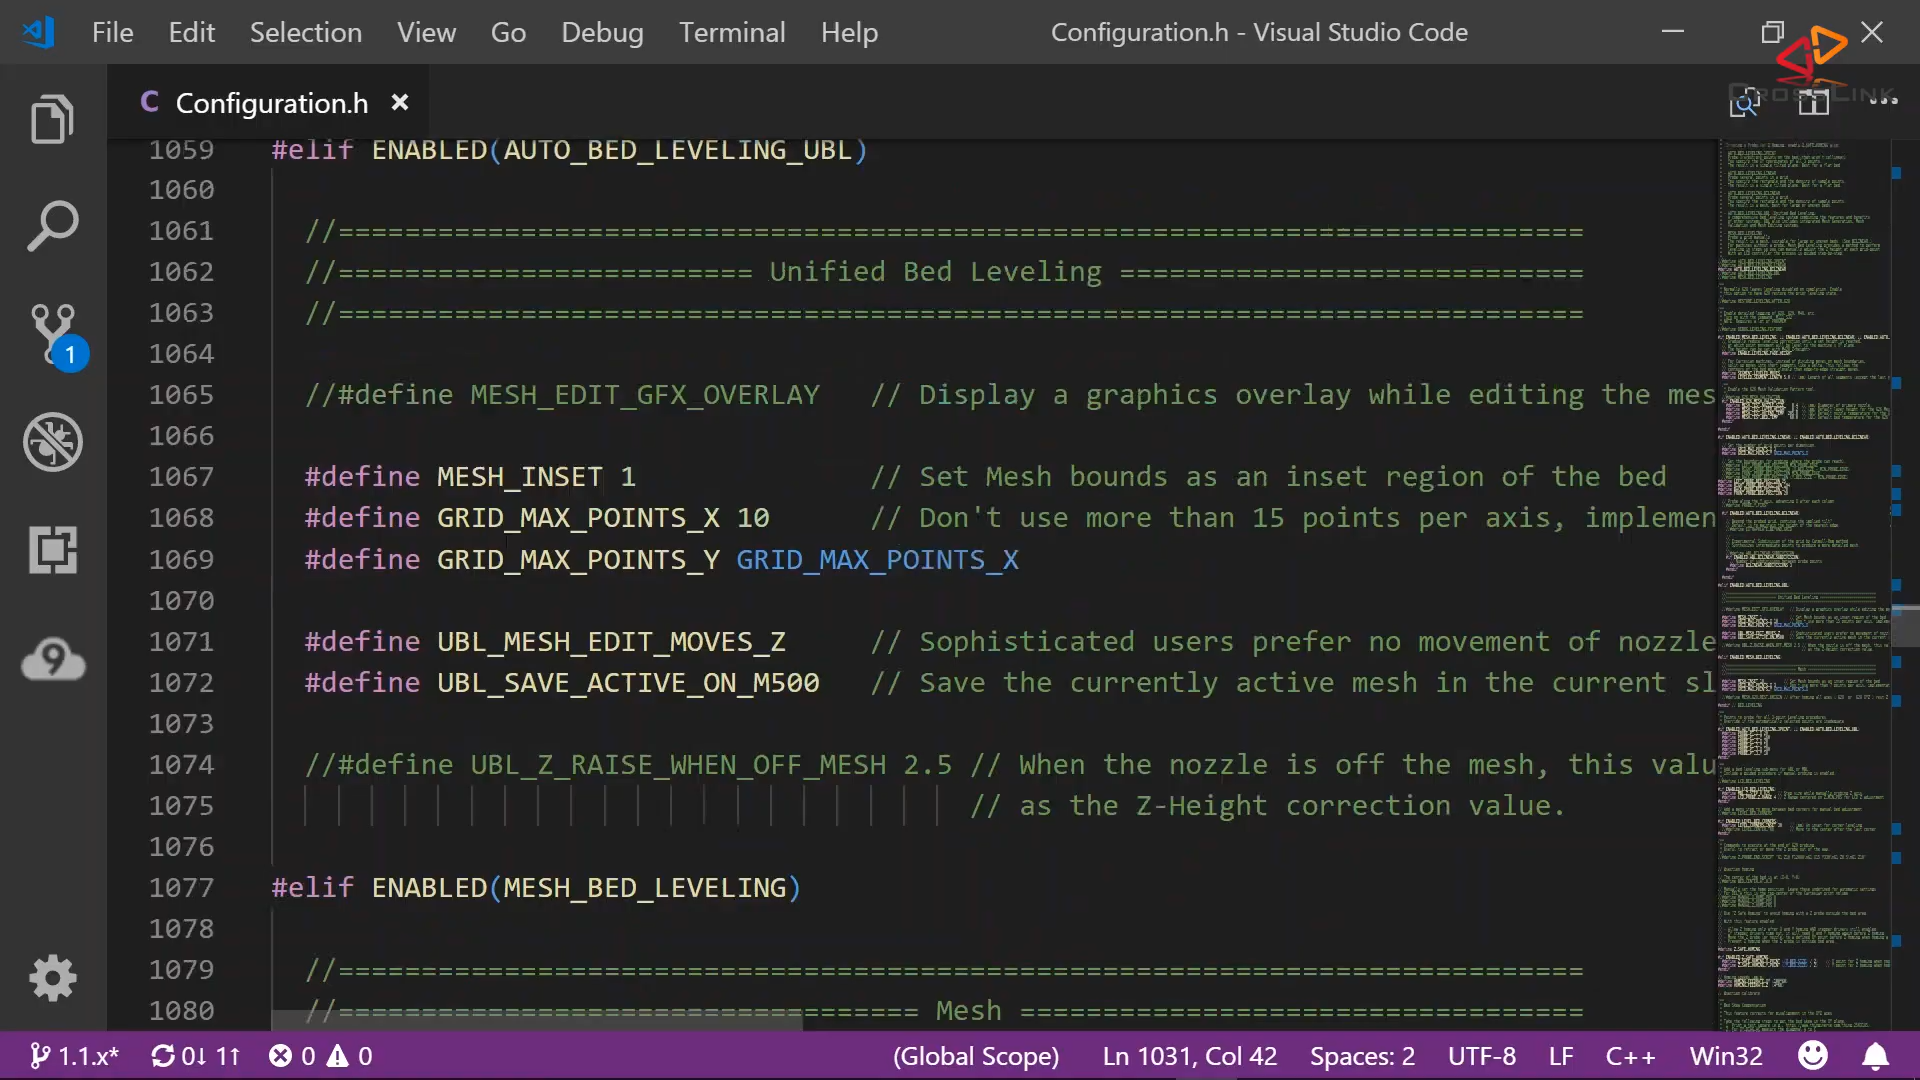 File Edit Selection View Go Debug Terminal Help Configuration.h - Visual Studio Code
C Configuration.h ×
CROSSLINK
1059 #elif ENABLED(AUTO_BED_LEVELING_UBL)
1060
1061 //===========================================================================
1062 //========================= Unified Bed Leveling ============================
1063 //===========================================================================
1064
1065 //#define MESH_EDIT_GFX_OVERLAY // Display a graphics overlay while editing the mes
1066
1067 #define MESH_INSET 1 // Set Mesh bounds as an inset region of the bed
1068 #define GRID_MAX_POINTS_X 10 // Don't use more than 15 points per axis, implemen
1069 #define GRID_MAX_POINTS_Y GRID_MAX_POINTS_X
1070
1071 #define UBL_MESH_EDIT_MOVES_Z // Sophisticated users prefer no movement of nozzle
1072 #define UBL_SAVE_ACTIVE_ON_M500 // Save the currently active mesh in the current sl
1073
1074 //#define UBL_Z_RAISE_WHEN_OFF_MESH 2.5 // When the nozzle is off the mesh, this valu
1075 // as the Z-Height correction value.
1076
1077 #elif ENABLED(MESH_BED_LEVELING)
1078
1079 //===========================================================================
1080 //=================================== Mesh ==================================
1
9
1.1.x* 0↓ 1↑ 0 0 (Global Scope) Ln 1031, Col 42 Spaces: 2 UTF-8 LF C++ Win32